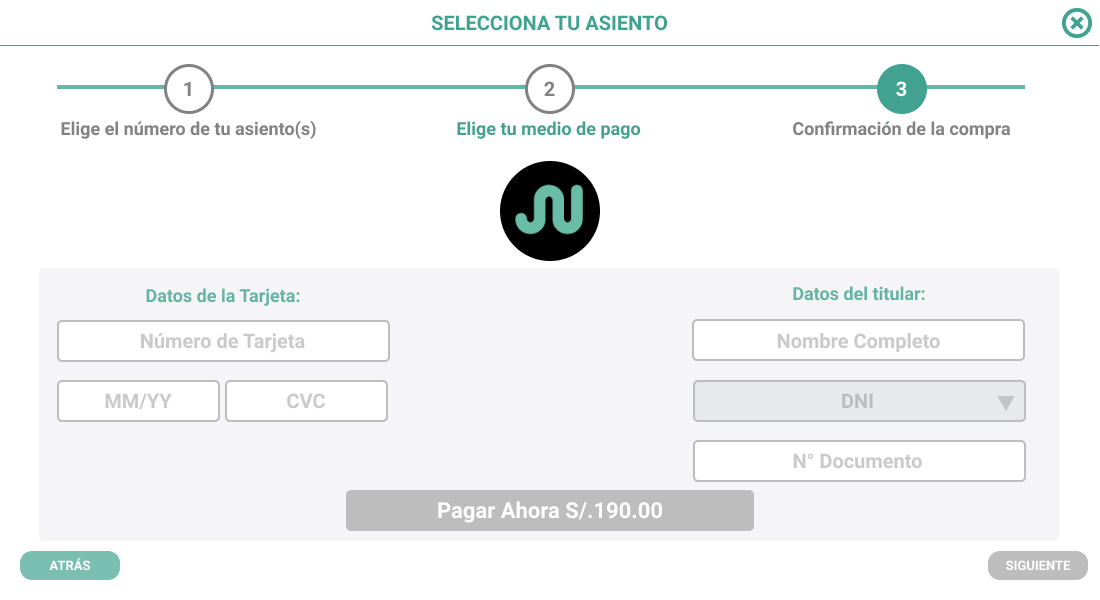 SELECCIONA TU ASIENTO
1
2
3
Elige el número de tu asiento(s)
Elige tu medio de pago
Confirmación de la compra
Datos de la Tarjeta:
Datos del titular:
Número de Tarjeta
Nombre Completo
MM/YY
CVC
DNI
N° Documento
Pagar Ahora S/.190.00
ATRÁS
SIGUIENTE